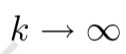 k → ∞